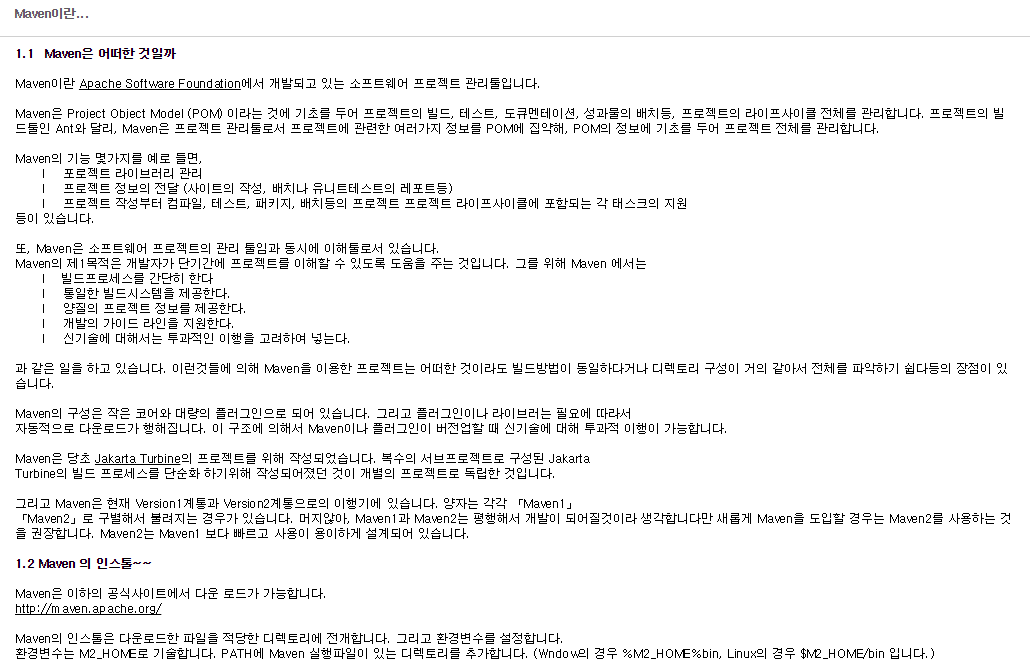 Maven이란...
1.1 Maven은 어떠한 것일까
Maven이란 Apache Software Foundation에서 개발되고 있는 소프트웨어 프로젝트 관리툴입니다.
Maven은 Project Object Model (POM) 이라는 것에 기초를 두어 프로젝트의 빌드, 테스트, 도큐멘테이션, 성과물의 배치등, 프로젝트의 라이프사이를 전체를 관리합니다. 프로젝트의 빌
드툴인 Ant와 달리, Maven은 프로젝트 관리툴로서 프로젝트에 관련한 여러가지 정보를 POM에 집약해, POM의 정보에 기초를 두어 프로젝트 전체를 관리합니다.
Maven의 기능 몇가지를 예로 들면,
l 포로젝트 라이브러리 관리
l 프로젝트 정보의 전달 (사이트의 작성, 배치나 유니트테스트의 레포트등)
l 프로젝트 작성부터 컴파일, 테스트, 패키지, 배치등의 프로젝트 프로젝트 라이프사이클에 포함되는 각 태스크의 지원
등이 있습니다.
또, Maven은 소프트웨어 프로젝트의 관리 툴임과 동시에 이해툴로서 있습니다.
Maven의 제1목적은 개발자가 단기간에 프로젝트를 이해할 수 있도록 도움을 주는 것입니다. 그를 위해 Maven 에서는
l 빌드프로세스를 간단히 한다
l 통일한 빌드시스템을 제공한다.
l 양질의 프로젝트 정보를 제공한다.
l 개발의 가이드 라인을 지원한다.
l 신기술에 대해서는 투과적인 이행을 고려하여 넣는다.
과 같은 일을 하고 있습니다. 이런것들에 의해 Maven을 이용한 프로젝트는 어떠한 것이라도 빌드방법이 동일하다거나 디렉토리 구성이 거의 같아서 전체를 파악하기 쉽다등의 장점이 있
습니다.
Maven의 구성은 작은 코어와 대량의 플러그인으로 되어 있습니다. 그리고 플러그인이나 라이브러는 필요에 따라서
자동적으로 다운로드가 행해집니다. 이 구조에 의해서 Maven이나 플러그인이 버전업할 때 신기술에 대해 투과적 이행이 가능합니다.
Maven은 당초 Jakarta Turbine의 프로젝트를 위해 작성되었습니다. 복수의 서브프로젝트로 구성된 Jakarta
Turbine의 빌드 프로세스를 단순화 하기위해 작성되어졌던 것이 개별의 프로젝트로 독립한 것입니다.
그리고 Maven은 현재 Version1계통과 Version2계통으로의 이행기에 있습니다. 양자는 각각 「Maven1」
「Maven2」로 구별해서 불려지는 경우가 있습니다. 머지않아, Maven1과 Maven2는 평행해서 개발이 되어질것이라 생각합니다만 새롭게 Maven을 도입할 경우는 Maven2를 사용하는 것
을 권장합니다. Maven2는 Maven1 보다 빠르고 사용이 용이하게 설계되어 있습니다.
1.2 Maven 의 인스톨~~
Maven은 이하의 공식사이트에서 다운 로드가 가능합니다.
http://maven.apache.org/
Maven의 인스톨은 다운로드한 파일을 적당한 디렉토리에 전개합니다. 그리고 환경변수를 설정합니다.
환경변수는 M2_HOME로 기술합니다. PATH에 Maven 실행파일이 있는 디렉토리를 추가합니다. (Wndow의 경우 %M2_HOME%bin, Linux의 경우 $M2_HOME/bin 입니다.)